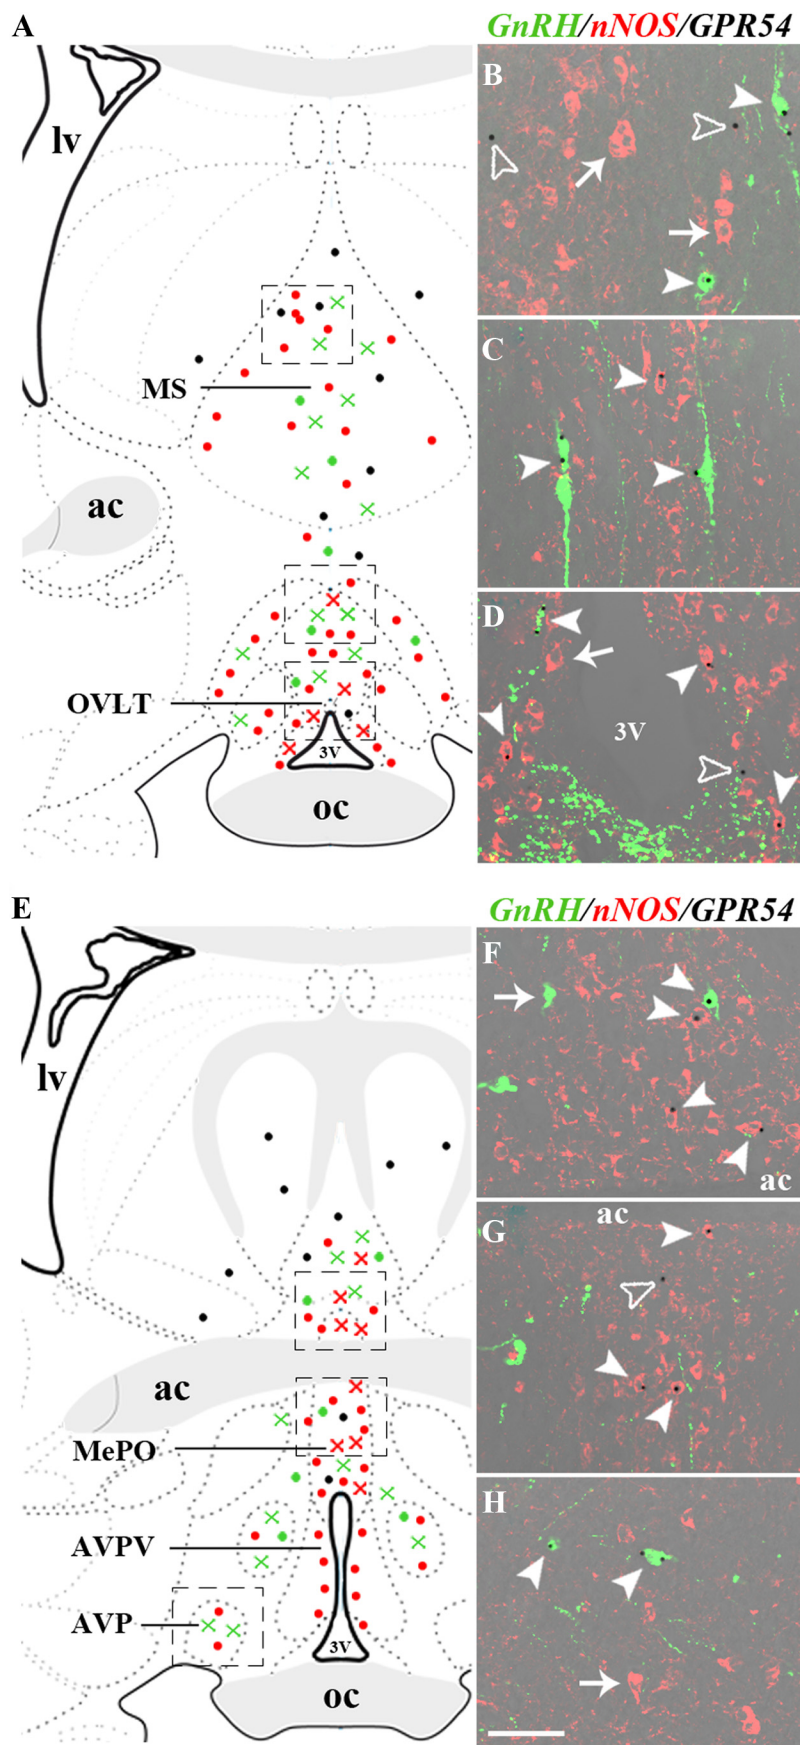 A
GnRH/nNOS/GPR54
B
lv
C
MS
ac
D
OVLT
3V
3V
oc
E
GnRH/nNOS/GPR54
F
lv
ac
ac
G
ac
MePO
H
AVPV
AVP
3V
oc